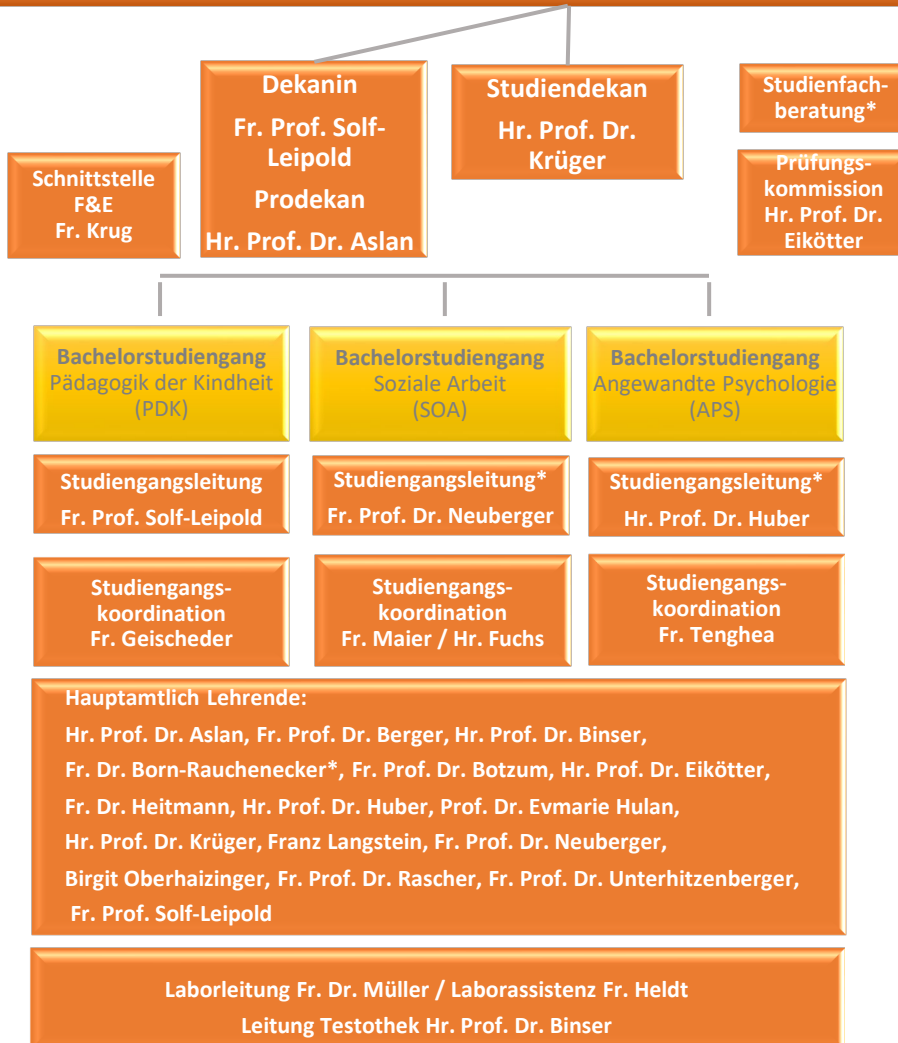 Dekanin
Fr. Prof. Solf-
Leipold
Prodekan
Hr. Prof. Dr. Aslan
Studiendekan
Hr. Prof. Dr.
Krüger
Studienfach-
beratung*
Schnittstelle
F&E
Fr. Krug
Prüfungs-
kommission
Hr. Prof. Dr.
Eikötter
Bachelorstudiengang
Pädagogik der Kindheit
(PDK)
Bachelorstudiengang
Soziale Arbeit
(SOA)
Bachelorstudiengang
Angewandte Psychologie
(APS)
Studiengangsleitung
Fr. Prof. Solf-Leipold
Studiengangsleitung*
Fr. Prof. Dr. Neuberger
Studiengangsleitung*
Hr. Prof. Dr. Huber
Studiengangs-
koordination
Fr. Geischeder
Studiengangs-
koordination
Fr. Maier / Hr. Fuchs
Studiengangs-
koordination
Fr. Tenghea
Hauptamtlich Lehrende:
Hr. Prof. Dr. Aslan, Fr. Prof. Dr. Berger, Hr. Prof. Dr. Binser,
Fr. Dr. Born-Rauchenecker*, Fr. Prof. Dr. Botzum, Hr. Prof. Dr. Eikötter,
Fr. Dr. Heitmann, Hr. Prof. Dr. Huber, Prof. Dr. Evmarie Hulan,
Hr. Prof. Dr. Krüger, Franz Langstein, Fr. Prof. Dr. Neuberger,
Birgit Oberhaizinger, Fr. Prof. Dr. Rascher, Fr. Prof. Dr. Unterhitzenberger,
Fr. Prof. Solf-Leipold
Laborleitung Fr. Dr. Müller / Laborassistenz Fr. Heldt
Leitung Testothek Hr. Prof. Dr. Binser